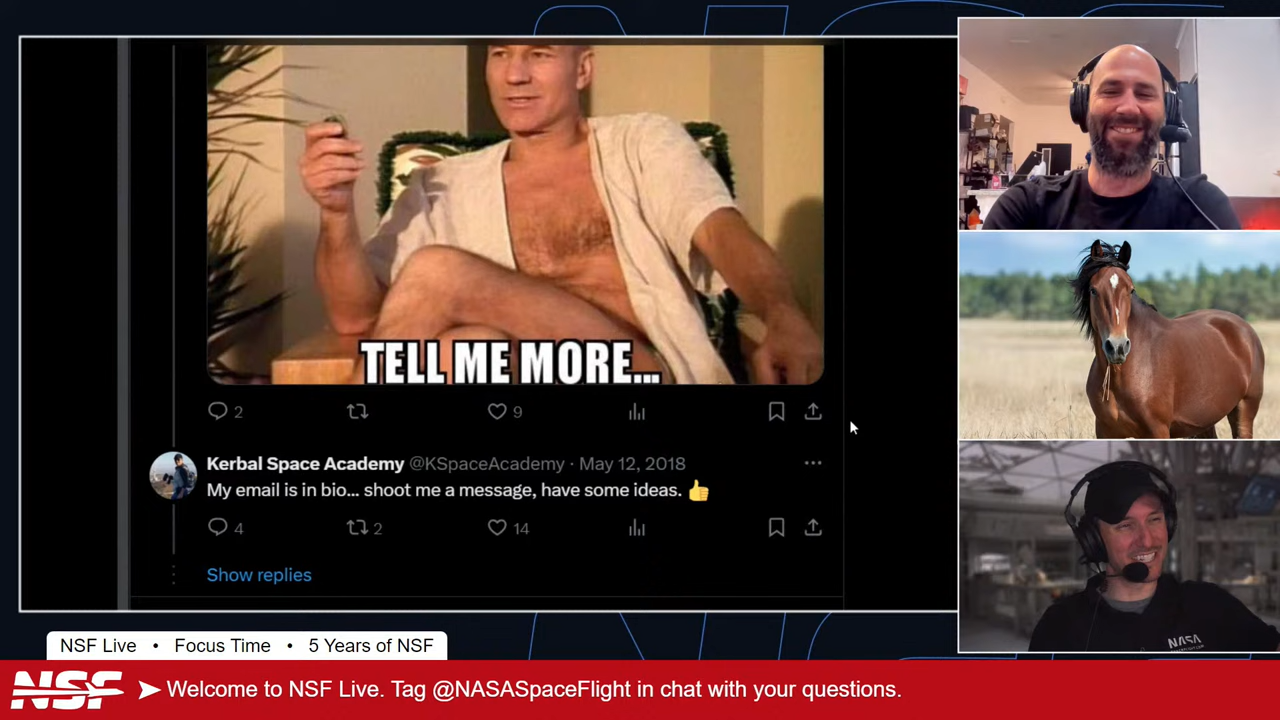 TELL ME MORE...
2
9
Kerbal Space Academy @KSpaceAcademy · May 12, 2018
My email is in bio... shoot me a message, have some ideas. 👍
4
2
14
Show replies
NASA
NSF Live • Focus Time • 5 Years of NSF
NSF
Welcome to NSF Live. Tag @NASASpaceFlight in chat with your questions.